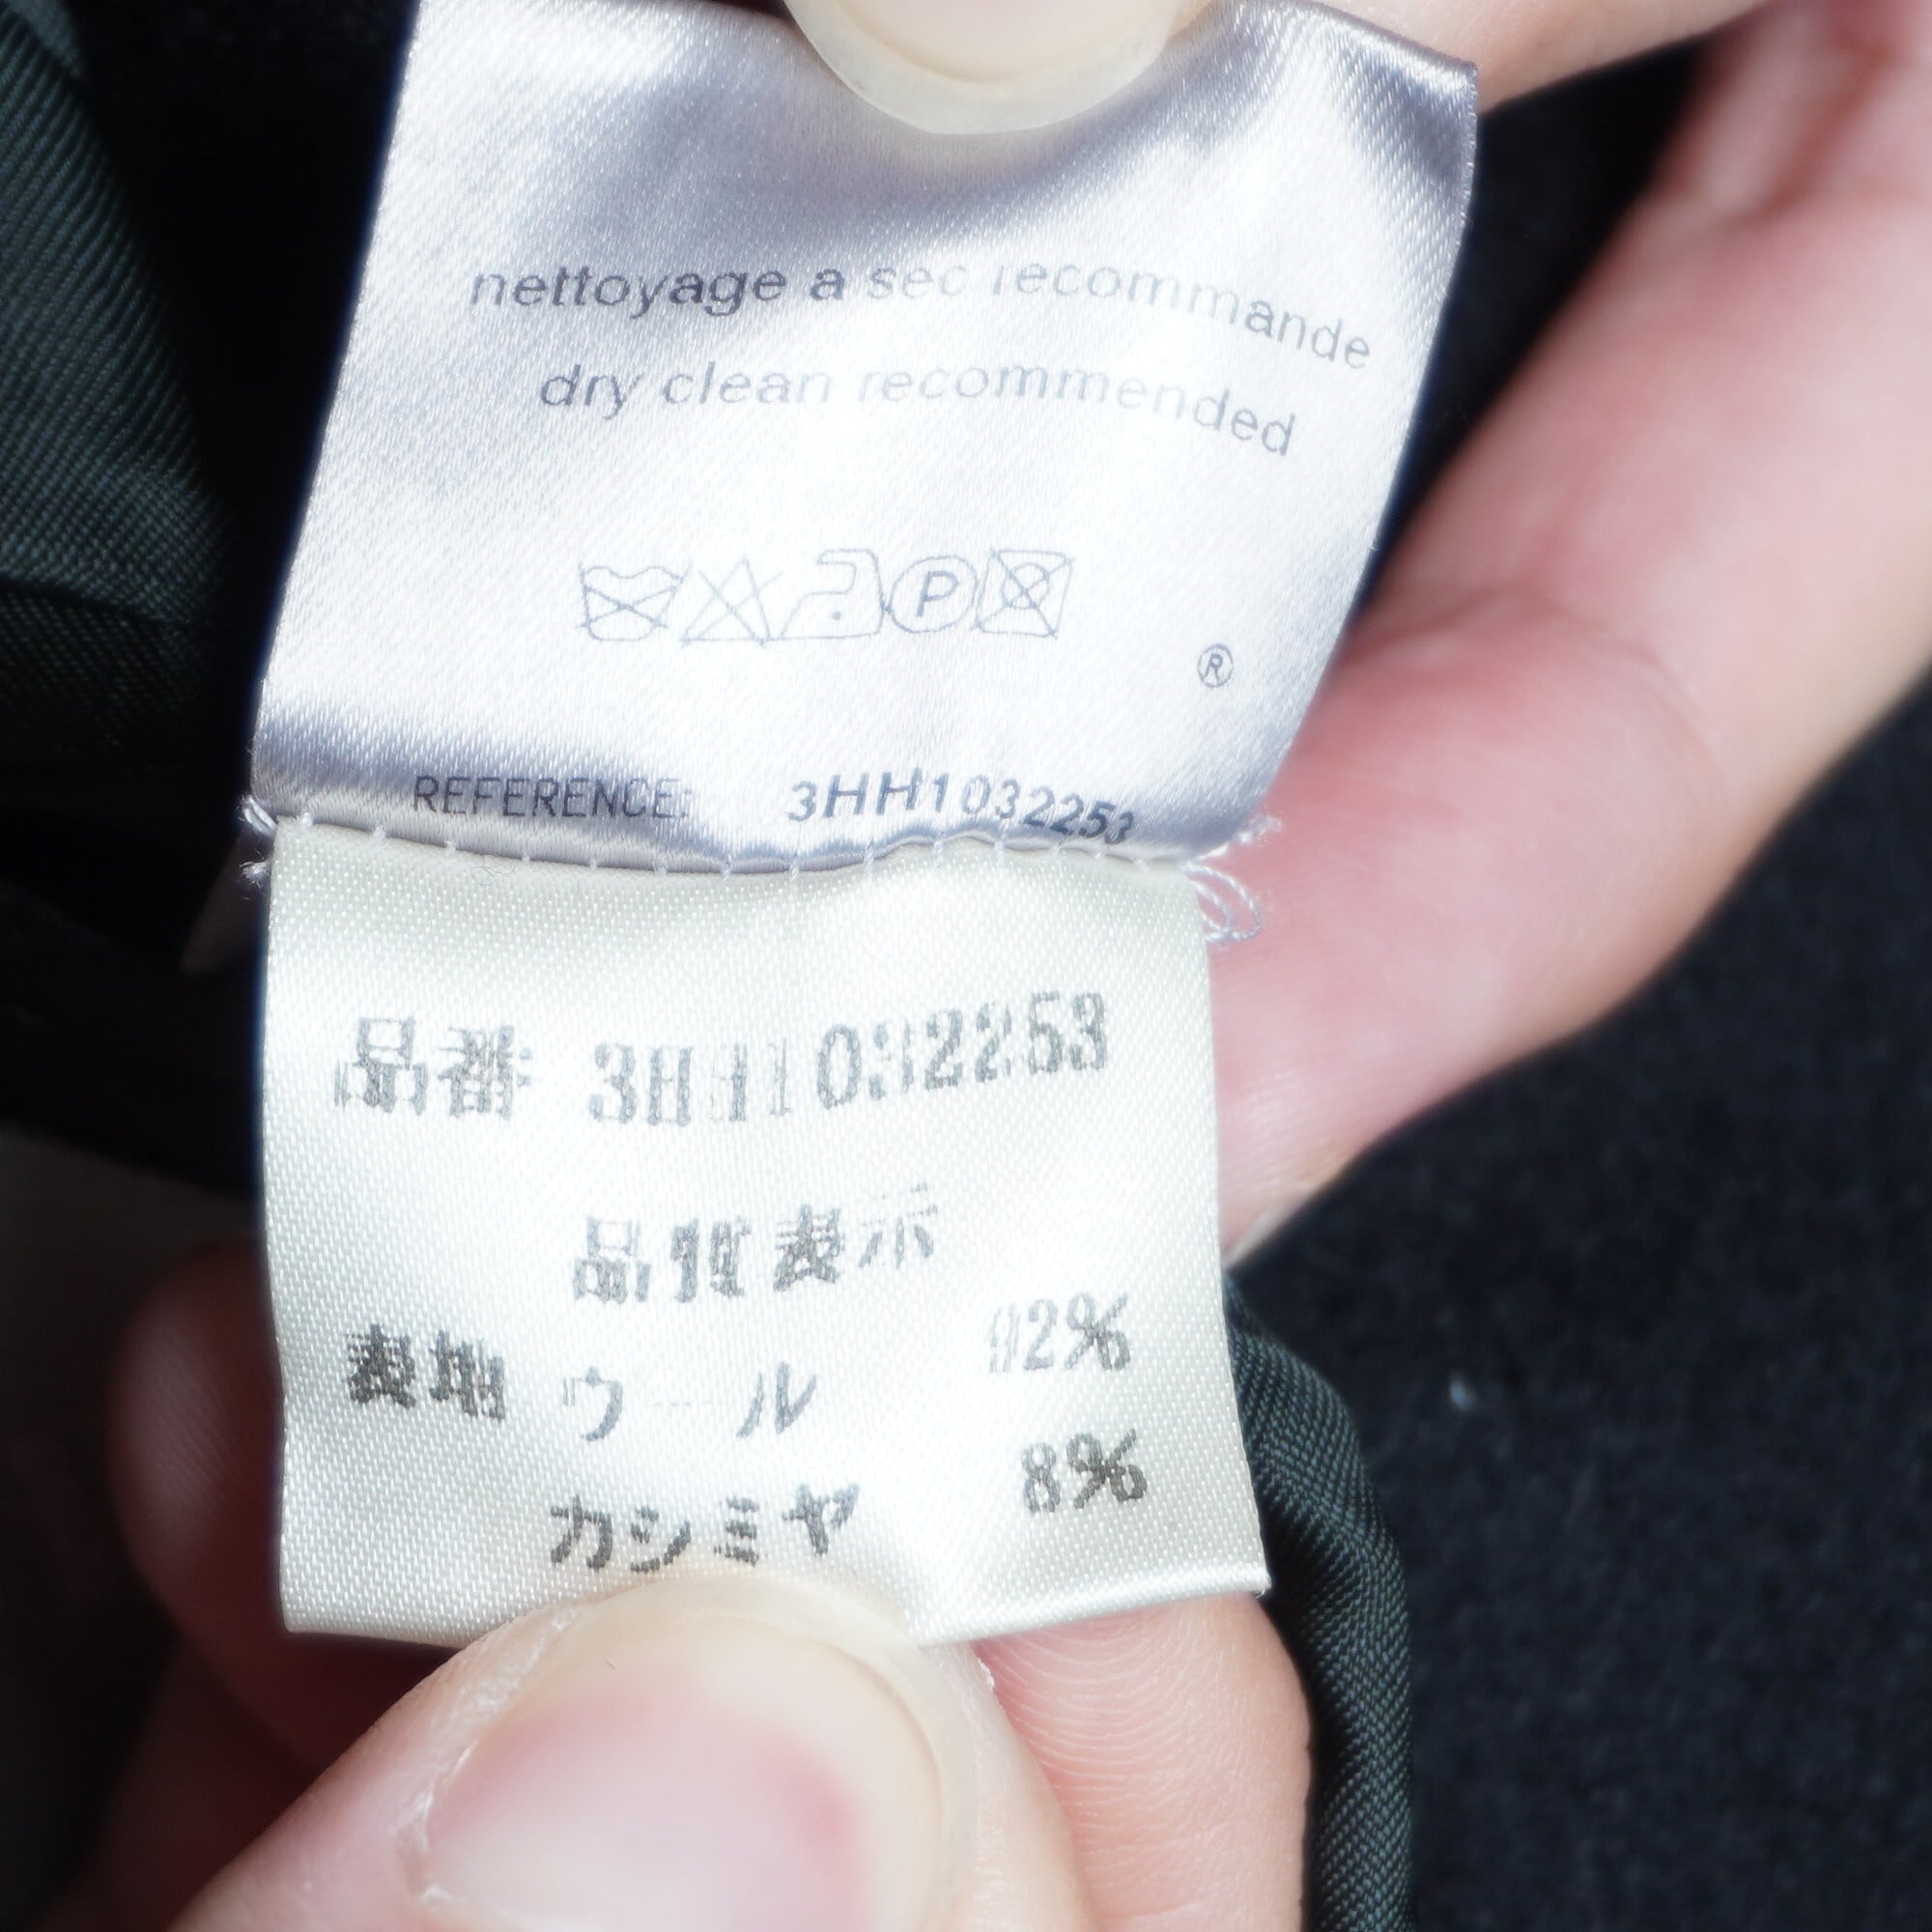 nettoyage a sec recommande
dry clean recommended
P
®
REFERENCE: 3HH1032253
品番 3HH1032253
品質表示
表地 ウール 92%
カシミヤ 8%